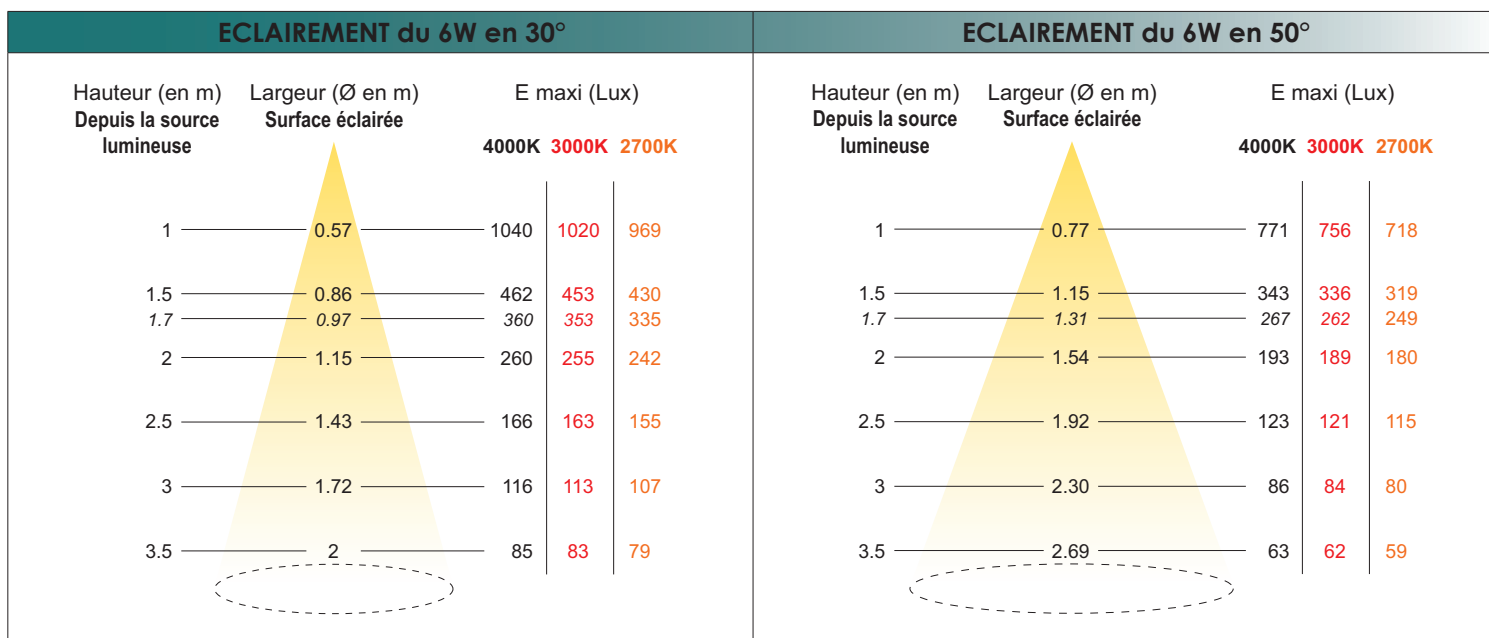 ECLAIREMENT du 6W en 30°
Hauteur (en m) Largeur (Ø en m) E maxi (Lux)
Depuis la source Surface éclairée
lumineuse 4000K 3000K 2700K
1 0.57 1040 1020 969
1.5 0.86 462 453 430
1.7 0.97 360 353 335
2 1.15 260 255 242
2.5 1.43 166 163 155
3 1.72 116 113 107
3.5 2 85 83 79
ECLAIREMENT du 6W en 50°
Hauteur (en m) Largeur (Ø en m) E maxi (Lux)
Depuis la source Surface éclairée
lumineuse 4000K 3000K 2700K
1 0.77 771 756 718
1.5 1.15 343 336 319
1.7 1.31 267 262 249
2 1.54 193 189 180
2.5 1.92 123 121 115
3 2.30 86 84 80
3.5 2.69 63 62 59